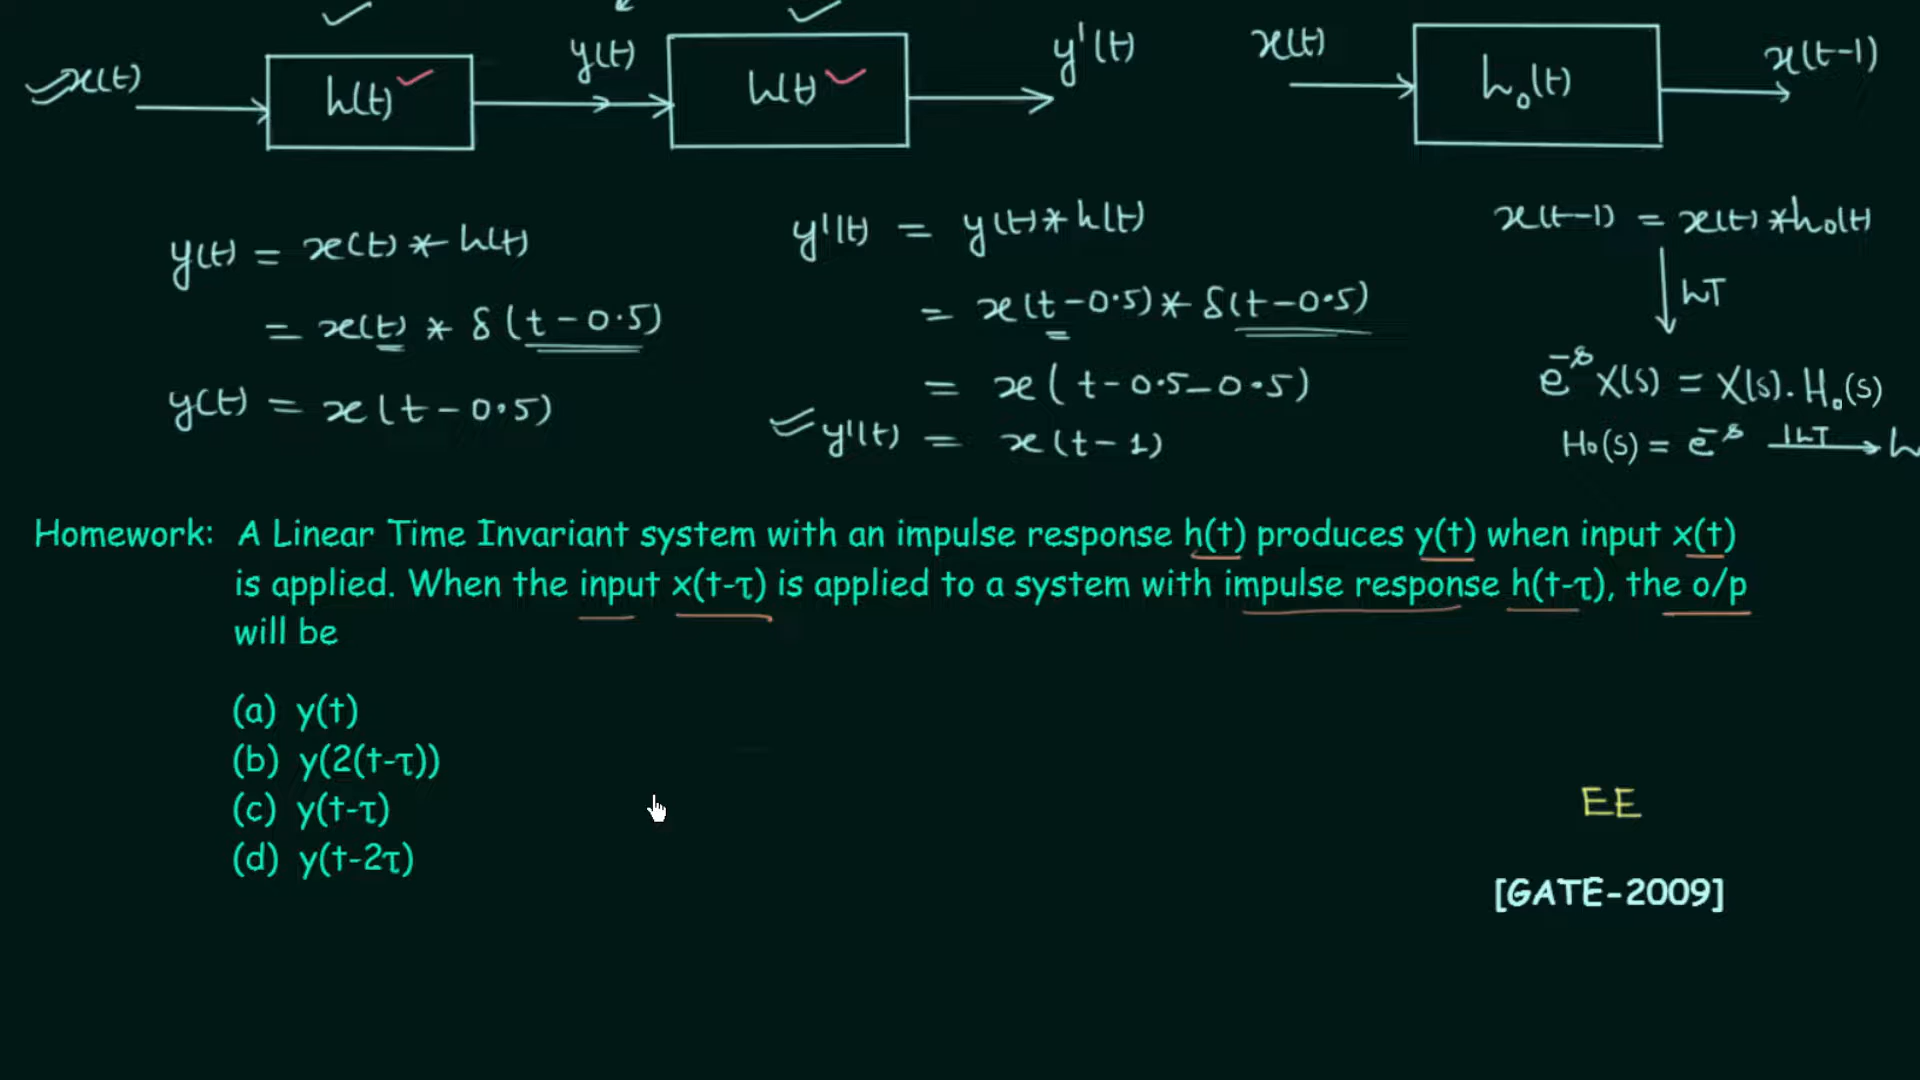 x(t) h(t) y(t) h(t) y'(t) x(t) h₀(t) x(t-1)
y(t) = x(t) * h(t) y'(t) = y(t) * h(t) x(t-1) = x(t) * h₀(t)
= x(t) * δ(t-0.5) = x(t-0.5) * δ(t-0.5) LT
y(t) = x(t-0.5) = x(t-0.5-0.5) e⁻ˢ X(s) = X(s). H₀(s)
y'(t) = x(t-1) H₀(s) = e⁻ˢ ILT h
Homework: A Linear Time Invariant system with an impulse response h(t) produces y(t) when input x(t)
is applied. When the input x(t-τ) is applied to a system with impulse response h(t-τ), the o/p
will be
(a) y(t)
(b) y(2(t-τ))
(c) y(t-τ)
(d) y(t-2τ)
EE
[GATE-2009]